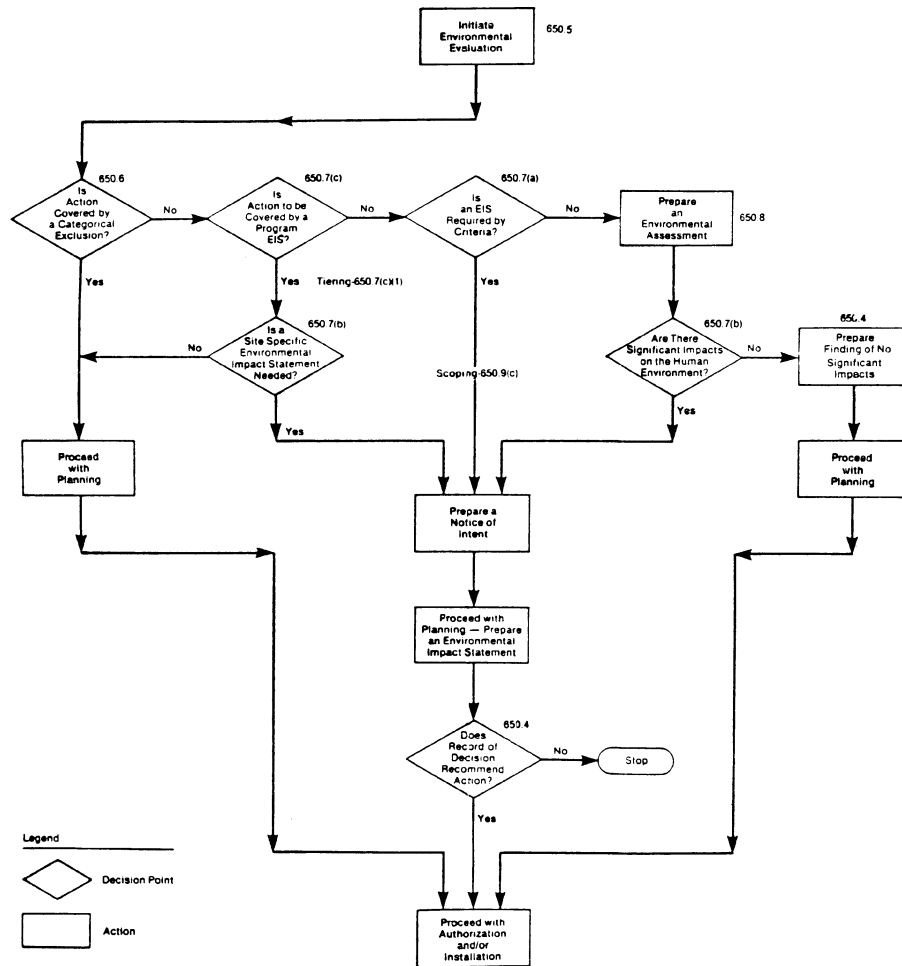 Initiate
Environmental
Evaluation
650.5
650.6
Is
Action
Covered by
a Categorical
Exclusion?
No
650.7(c)
Is
Action to be
Covered by a
Program
EIS?
No
650.7(a)
Is
an EIS
Required by
Criteria?
No
Prepare
an
Environmental
Assessment
650.8
Yes
Yes
Tiering-650.7(c)(1)
Yes
650.7(b)
Is a
Site Specific
Environmental
Impact Statement
Needed?
No
Scoping-650.9(c)
650.7(b)
Are There
Significant Impacts
on the Human
Environment?
No
650.4
Prepare
Finding of No
Significant
Impacts
Yes
Yes
Proceed
with
Planning
Prepare a
Notice of
Intent
Proceed
with
Planning
Proceed with
Planning — Prepare
an Environmental
Impact Statement
650.4
Does
Record of
Decision
Recommend
Action?
No
Stop
Yes
Legend
Decision Point
Action
Proceed with
Authorization
and/or
Installation